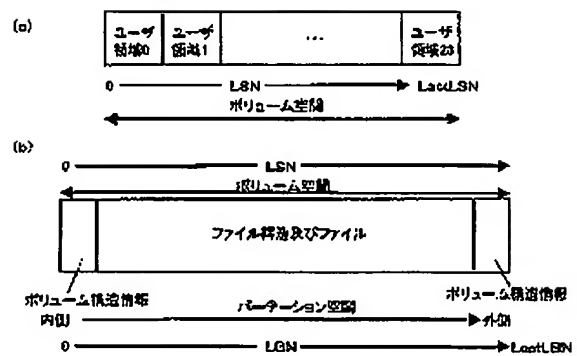 (a)
ユーザ
領域0
ユーザ
領域1
...
ユーザ
領域23
0 LSN LastLSN
ボリューム空間
(b)
0 LSN
ボリューム空間
ファイル構造及びファイル
ボリューム構造情報
ボリューム構造情報
内側 パーテーション空間 外側
0 LBN LastLBN